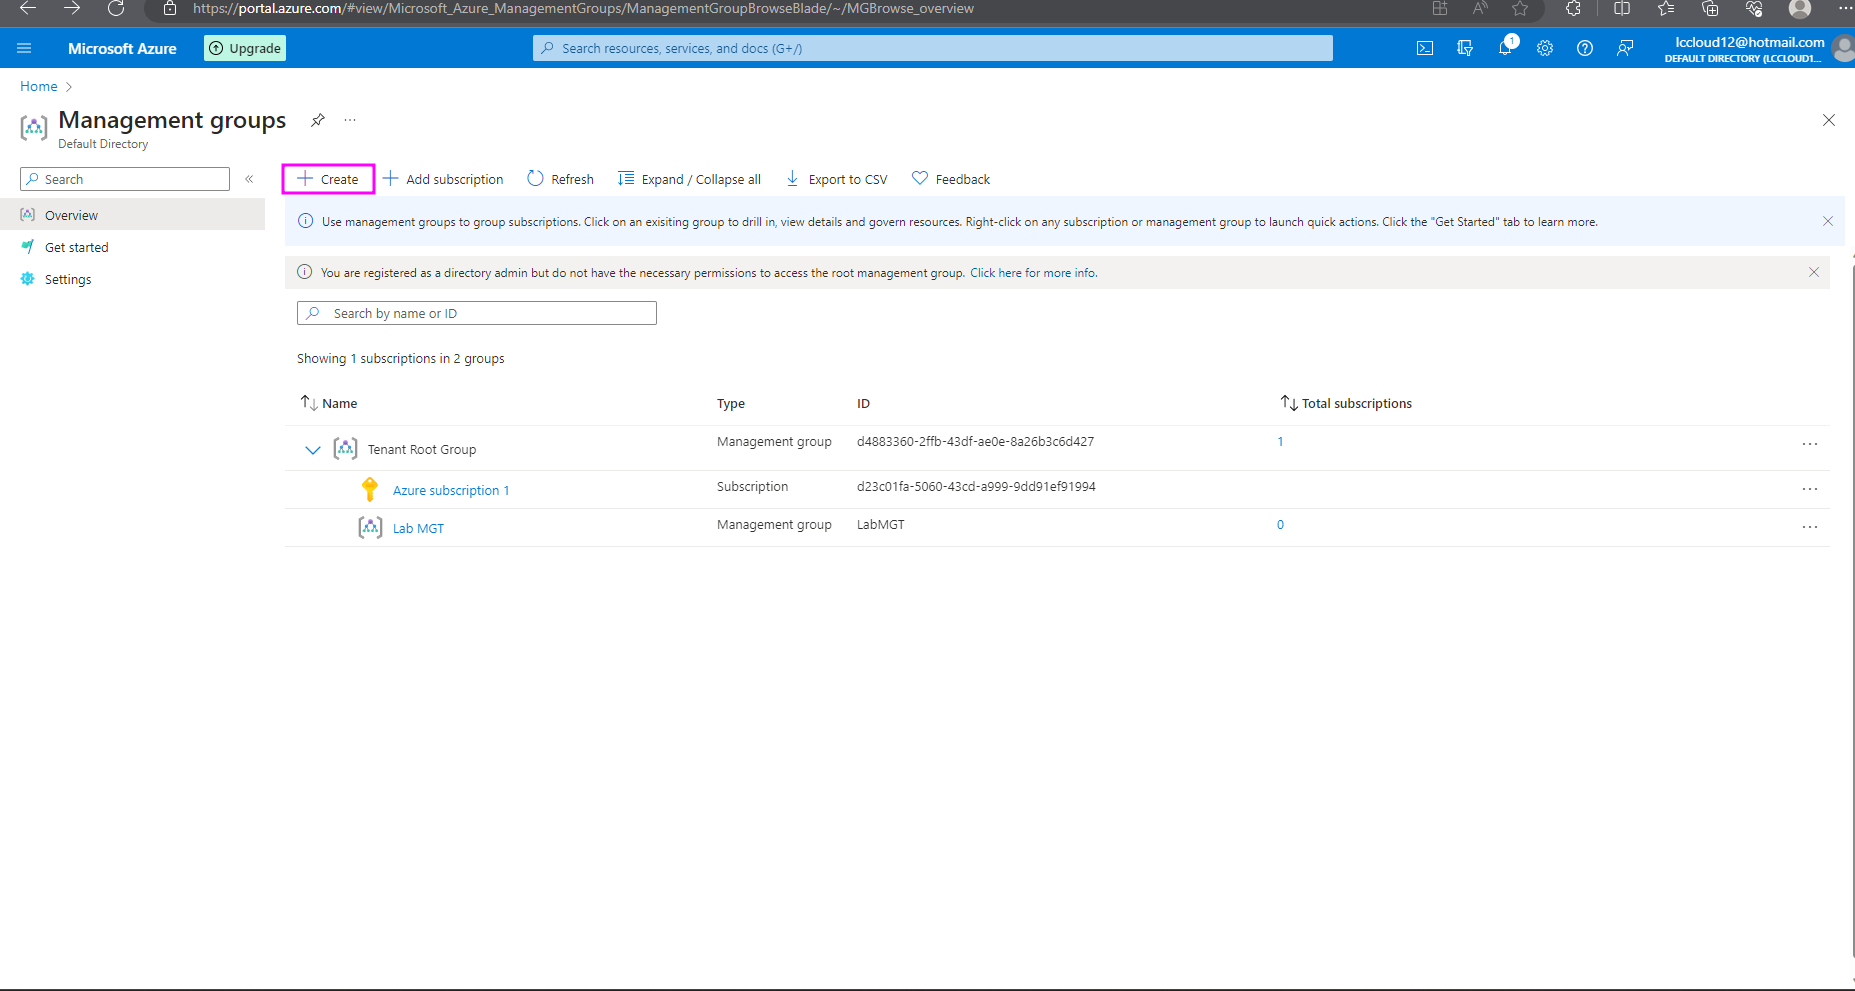 https://portal.azure.com/#view/Microsoft_Azure_ManagementGroups/ManagementGroupBrowseBlade/~/MGBrowse_overview
Microsoft Azure
Upgrade
Search resources, services, and docs (G+/)
1
lccloud12@hotmail.com
DEFAULT DIRECTORY (LCCLOUD1...
Home
Management groups
Default Directory
Search
Create
Add subscription
Refresh
Expand / Collapse all
Export to CSV
Feedback
Overview
Get started
Settings
Use management groups to group subscriptions. Click on an exisiting group to drill in, view details and govern resources. Right-click on any subscription or management group to launch quick actions. Click the "Get Started" tab to learn more.
You are registered as a directory admin but do not have the necessary permissions to access the root management group. Click here for more info.
Search by name or ID
Showing 1 subscriptions in 2 groups
Name Type ID Total subscriptions
Tenant Root Group Management group d4883360-2ffb-43df-ae0e-8a26b3c6d427 1
Azure subscription 1 Subscription d23c01fa-5060-43cd-a999-9dd91ef91994
Lab MGT Management group LabMGT 0